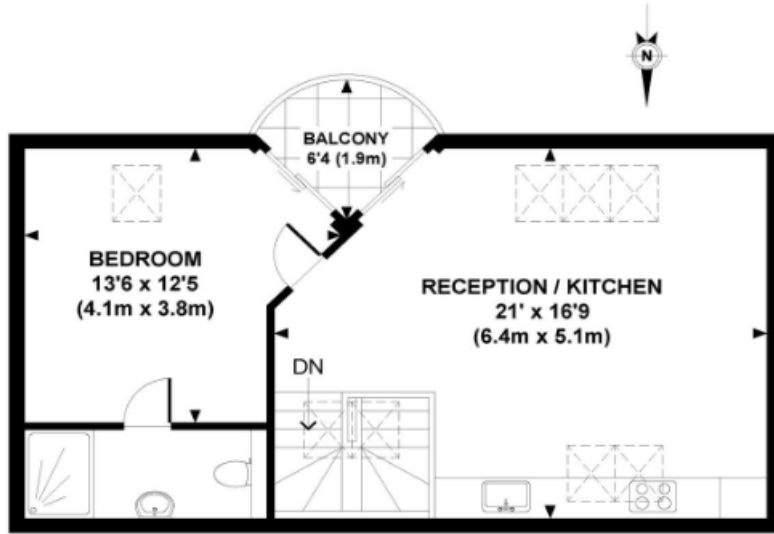 N
BALCONY
6'4 (1.9m)
BEDROOM
13'6 x 12'5
(4.1m x 3.8m)
RECEPTION / KITCHEN
21' x 16'9
(6.4m x 5.1m)
DN